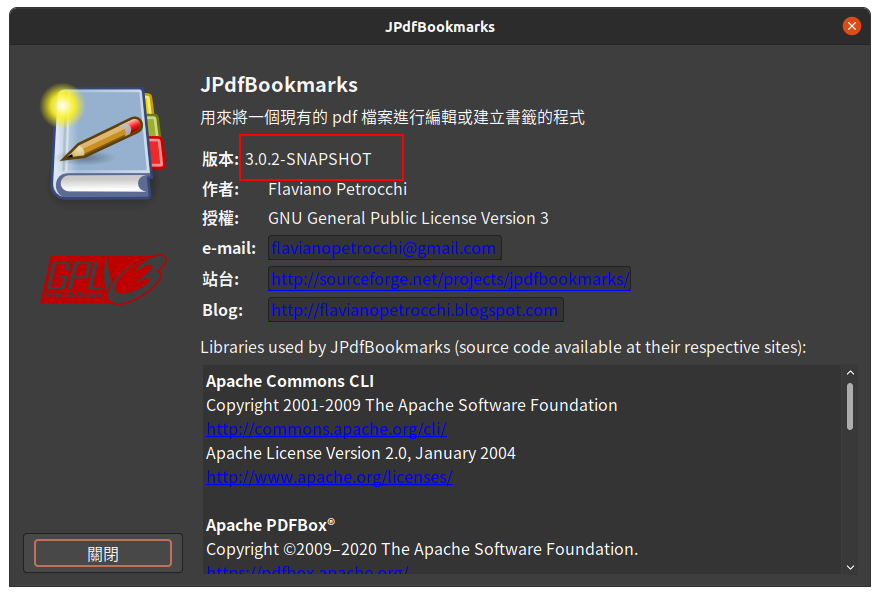 JPdfBookmarks
JPdfBookmarks
用來將一個現有的 pdf 檔案進行編輯或建立書籤的程式
版本: 3.0.2-SNAPSHOT
作者: Flaviano Petrocchi
授權: GNU General Public License Version 3
e-mail: flavianopetrocchi@gmail.com
站台: http://sourceforge.net/projects/jpdfbookmarks/
Blog: http://flavianopetrocchi.blogspot.com
GPLv3
Libraries used by JPdfBookmarks (source code available at their respective sites):
Apache Commons CLI
Copyright 2001-2009 The Apache Software Foundation
http://commons.apache.org/cli/
Apache License Version 2.0, January 2004
http://www.apache.org/licenses/
Apache PDFBox®
Copyright ©2009–2020 The Apache Software Foundation.
https://pdfbox.apache.org/
關閉